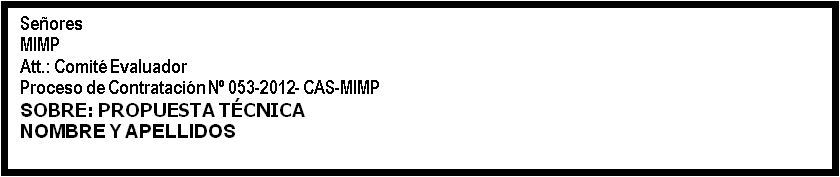 Señores
MIMP
Att.: Comité Evaluador
Proceso de Contratación Nº 053-2012- CAS-MIMP
SOBRE: PROPUESTA TÉCNICA
NOMBRE Y APELLIDOS